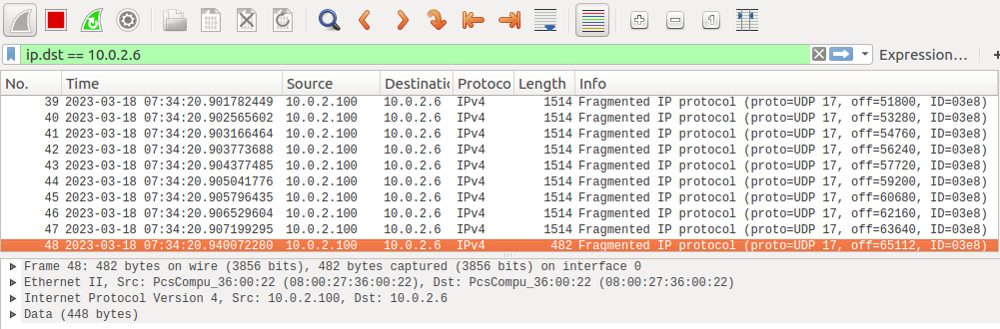 ip.dst == 10.0.2.6 Expression… +
No. Time Source Destinatio Protoco Length Info
39 2023-03-18 07:34:20.901782449 10.0.2.100 10.0.2.6 IPv4 1514 Fragmented IP protocol (proto=UDP 17, off=51800, ID=03e8)
40 2023-03-18 07:34:20.902565602 10.0.2.100 10.0.2.6 IPv4 1514 Fragmented IP protocol (proto=UDP 17, off=53280, ID=03e8)
41 2023-03-18 07:34:20.903166464 10.0.2.100 10.0.2.6 IPv4 1514 Fragmented IP protocol (proto=UDP 17, off=54760, ID=03e8)
42 2023-03-18 07:34:20.903773688 10.0.2.100 10.0.2.6 IPv4 1514 Fragmented IP protocol (proto=UDP 17, off=56240, ID=03e8)
43 2023-03-18 07:34:20.904377485 10.0.2.100 10.0.2.6 IPv4 1514 Fragmented IP protocol (proto=UDP 17, off=57720, ID=03e8)
44 2023-03-18 07:34:20.905041776 10.0.2.100 10.0.2.6 IPv4 1514 Fragmented IP protocol (proto=UDP 17, off=59200, ID=03e8)
45 2023-03-18 07:34:20.905796435 10.0.2.100 10.0.2.6 IPv4 1514 Fragmented IP protocol (proto=UDP 17, off=60680, ID=03e8)
46 2023-03-18 07:34:20.906529604 10.0.2.100 10.0.2.6 IPv4 1514 Fragmented IP protocol (proto=UDP 17, off=62160, ID=03e8)
47 2023-03-18 07:34:20.907199295 10.0.2.100 10.0.2.6 IPv4 1514 Fragmented IP protocol (proto=UDP 17, off=63640, ID=03e8)
48 2023-03-18 07:34:20.940072280 10.0.2.100 10.0.2.6 IPv4 482 Fragmented IP protocol (proto=UDP 17, off=65112, ID=03e8)
Frame 48: 482 bytes on wire (3856 bits), 482 bytes captured (3856 bits) on interface 0
Ethernet II, Src: PcsCompu_36:00:22 (08:00:27:36:00:22), Dst: PcsCompu_36:00:22 (08:00:27:36:00:22)
Internet Protocol Version 4, Src: 10.0.2.100, Dst: 10.0.2.6
Data (448 bytes)